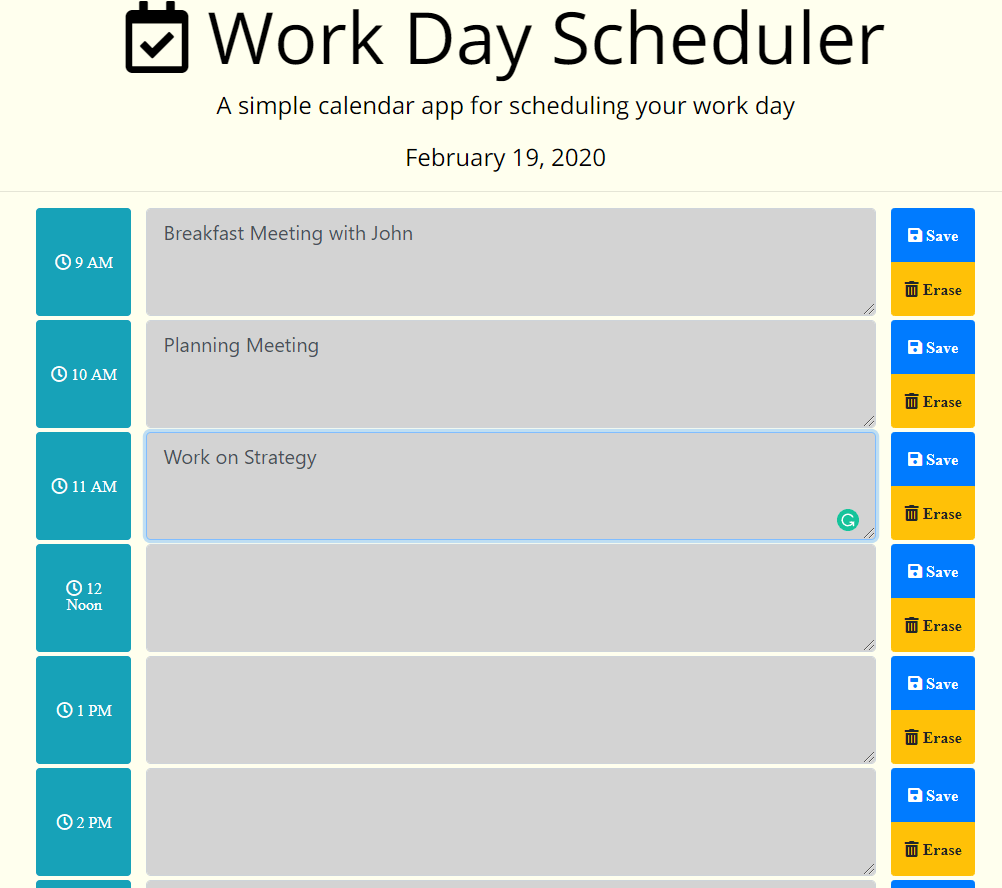 Work Day Scheduler
A simple calendar app for scheduling your work day
February 19, 2020
9 AM
Breakfast Meeting with John
Save
Erase
10 AM
Planning Meeting
Save
Erase
11 AM
Work on Strategy
Save
Erase
12
Noon
Save
Erase
1 PM
Save
Erase
2 PM
Save
Erase